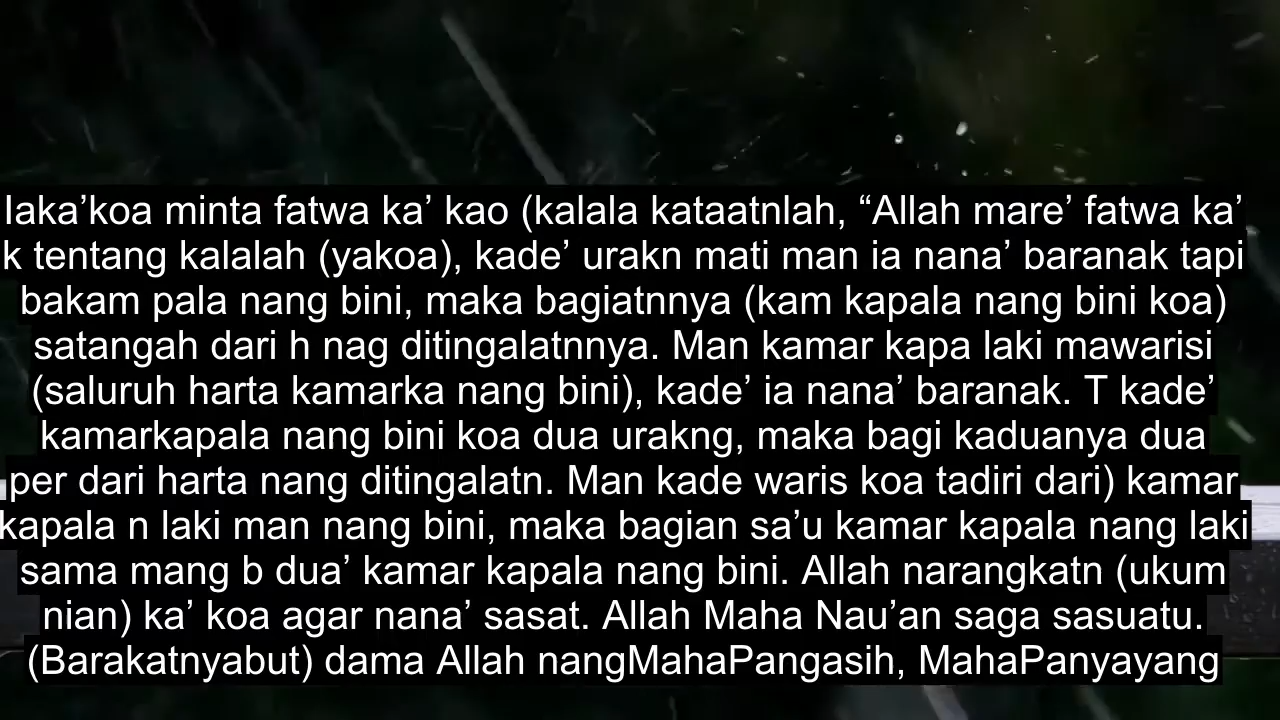 Iaka’koa minta fatwa ka’ kao (kalala kataatnlah, “Allah mare’ fatwa ka’
k tentang kalalah (yakoa), kade’ urakn mati man ia nana’ baranak tapi
bakam pala nang bini, maka bagiatnnya (kam kapala nang bini koa)
satangah dari h nag ditingalatnnya. Man kamar kapa laki mawarisi
(saluruh harta kamarka nang bini), kade’ ia nana’ baranak. T kade’
kamarkapala nang bini koa dua urakng, maka bagi kaduanya dua
per dari harta nang ditingalatn. Man kade waris koa tadiri dari) kamar
kapala n laki man nang bini, maka bagian sa’u kamar kapala nang laki
sama mang b dua’ kamar kapala nang bini. Allah narangkatn (ukum
nian) ka’ koa agar nana’ sasat. Allah Maha Nau’an saga sasuatu.
(Barakatnyabut) dama Allah nangMahaPangasih, MahaPanyayang